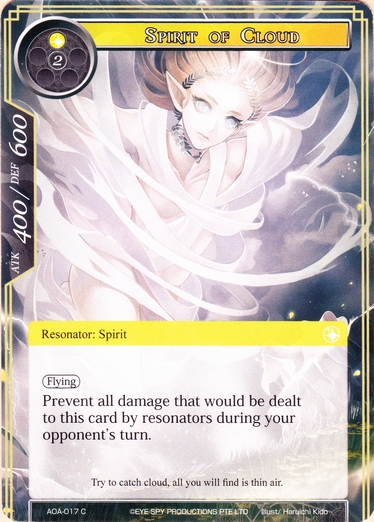 Spirit of Cloud
2
ATK 400 / DEF 600
Resonator: Spirit
Flying
Prevent all damage that would be dealt
to this card by resonators during your
opponent's turn.
Try to catch cloud, all you will find is thin air.
AOA-017 C ©EYE SPY PRODUCTIONS PTE LTD Illust/ Haruichi Kido